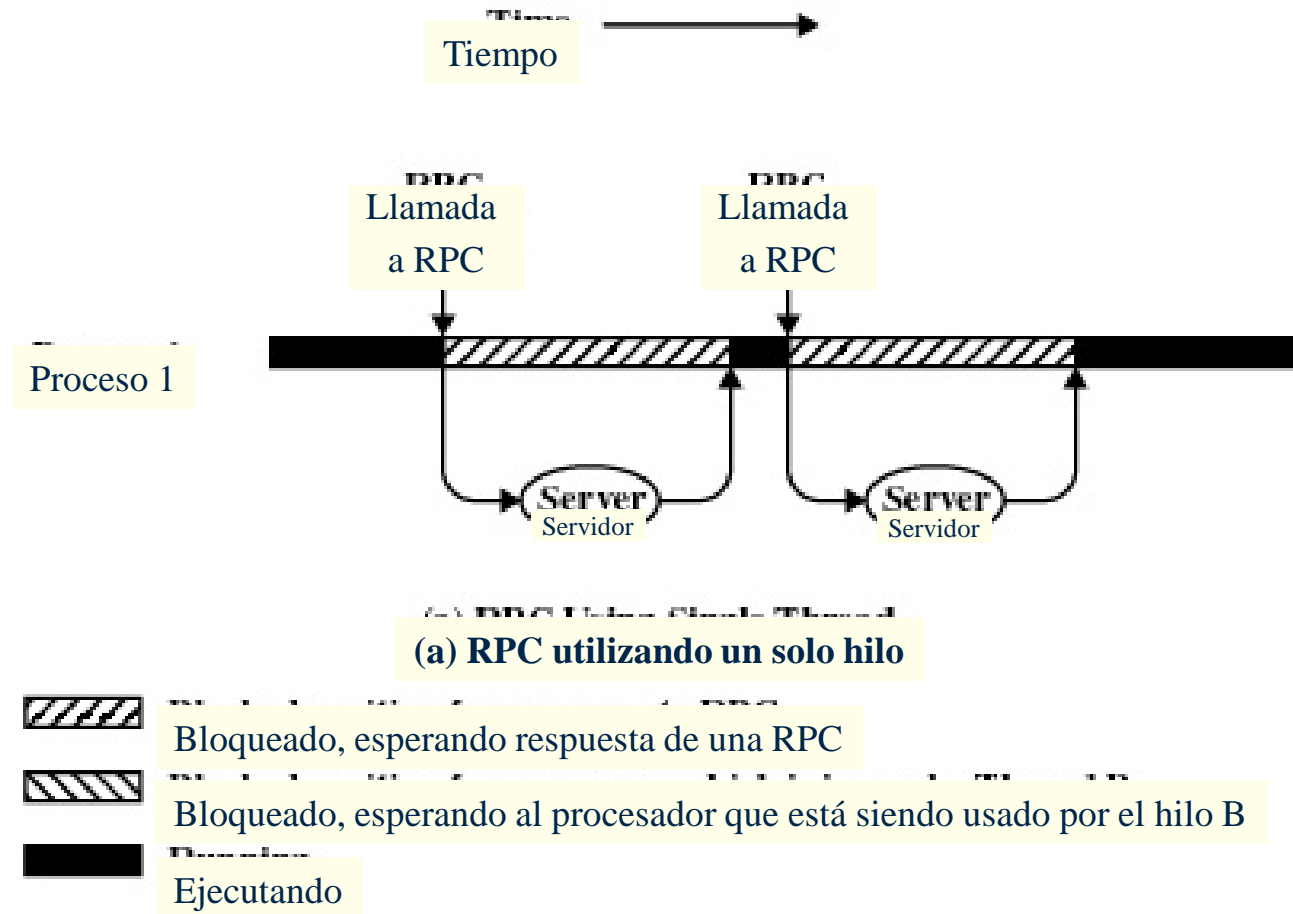 Tiempo
Llamada
a RPC
Llamada
a RPC
Proceso 1
Server
Servidor
Server
Servidor
(a) RPC utilizando un solo hilo
Bloqueado, esperando respuesta de una RPC
Bloqueado, esperando al procesador que está siendo usado por el hilo B
Ejecutando